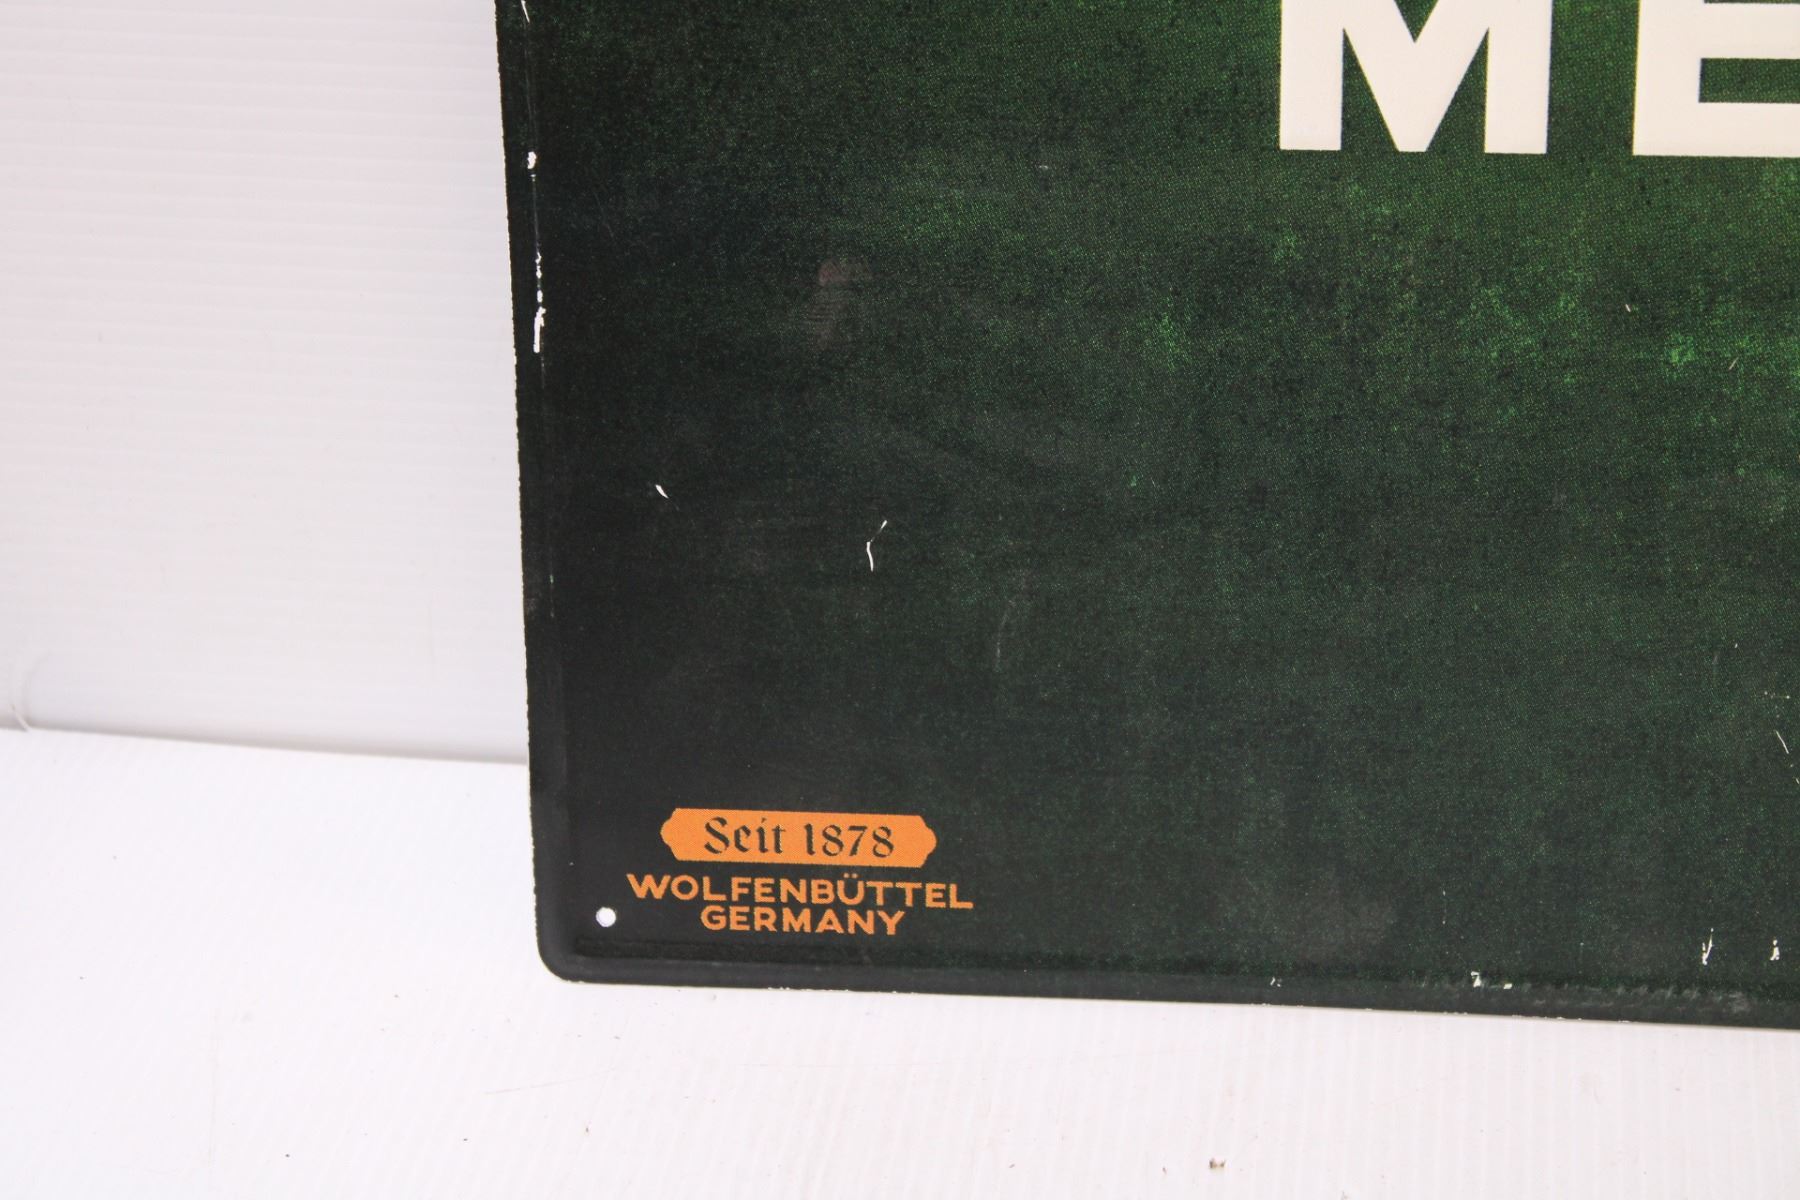 ME
Seit 1878
WOLFENBÜTTEL
GERMANY